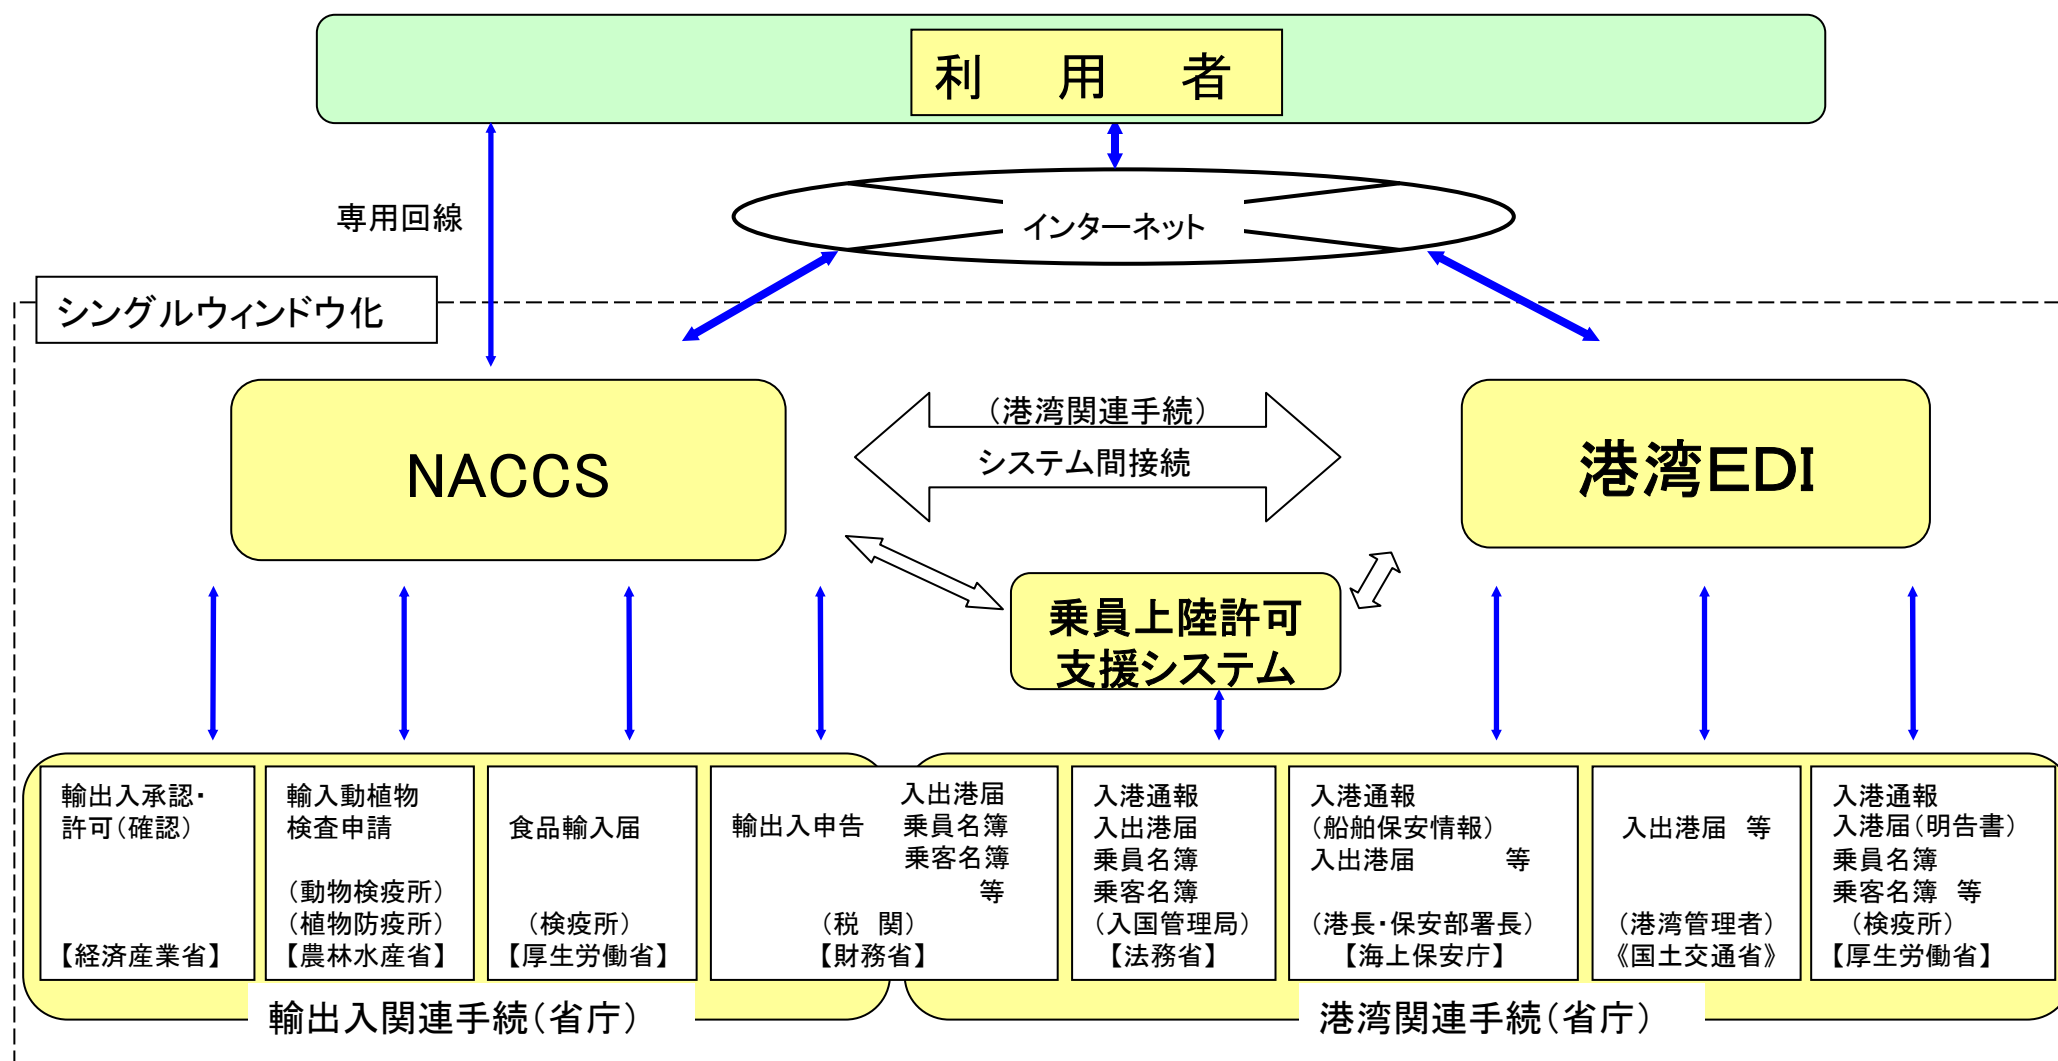 利　用　者
専用回線
インターネット
シングルウィンドウ化
NACCS
（港湾関連手続）
システム間接続
港湾EDI
乗員上陸許可
支援システム
輸出入承認・
許可（確認）
【経済産業省】
輸入動植物
検査申請
（動物検疫所）
（植物防疫所）
【農林水産省】
食品輸入届
（検疫所）
【厚生労働省】
輸出入申告
入出港届
乗員名簿
乗客名簿
等
（税　関）
【財務省】
入港通報
入出港届
乗員名簿
乗客名簿
（入国管理局）
【法務省】
入港通報
（船舶保安情報）
入出港届　　　等
（港長・保安部署長）
【海上保安庁】
入出港届　等
（港湾管理者）
《国土交通省》
入港通報
入港届（明告書）
乗員名簿
乗客名簿　等
（検疫所）
【厚生労働省】
輸出入関連手続（省庁）
港湾関連手続（省庁）